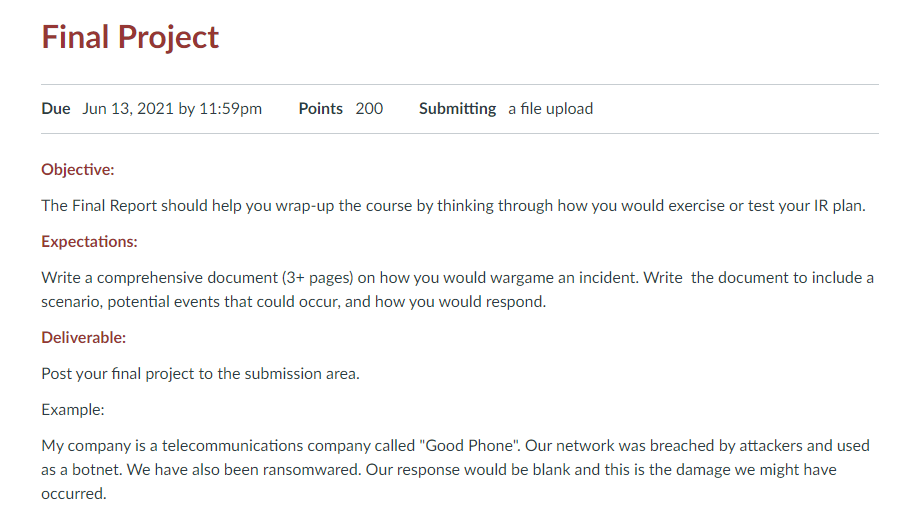 Final Project
Due Jun 13, 2021 by 11:59pm Points 200 Submitting a file upload
Objective:
The Final Report should help you wrap-up the course by thinking through how you would exercise or test your IR plan.
Expectations:
Write a comprehensive document (3+ pages) on how you would wargame an incident. Write  the document to include a
scenario, potential events that could occur, and how you would respond.
Deliverable:
Post your final project to the submission area.
Example:
My company is a telecommunications company called "Good Phone". Our network was breached by attackers and used
as a botnet. We have also been ransomwared. Our response would be blank and this is the damage we might have
occurred.